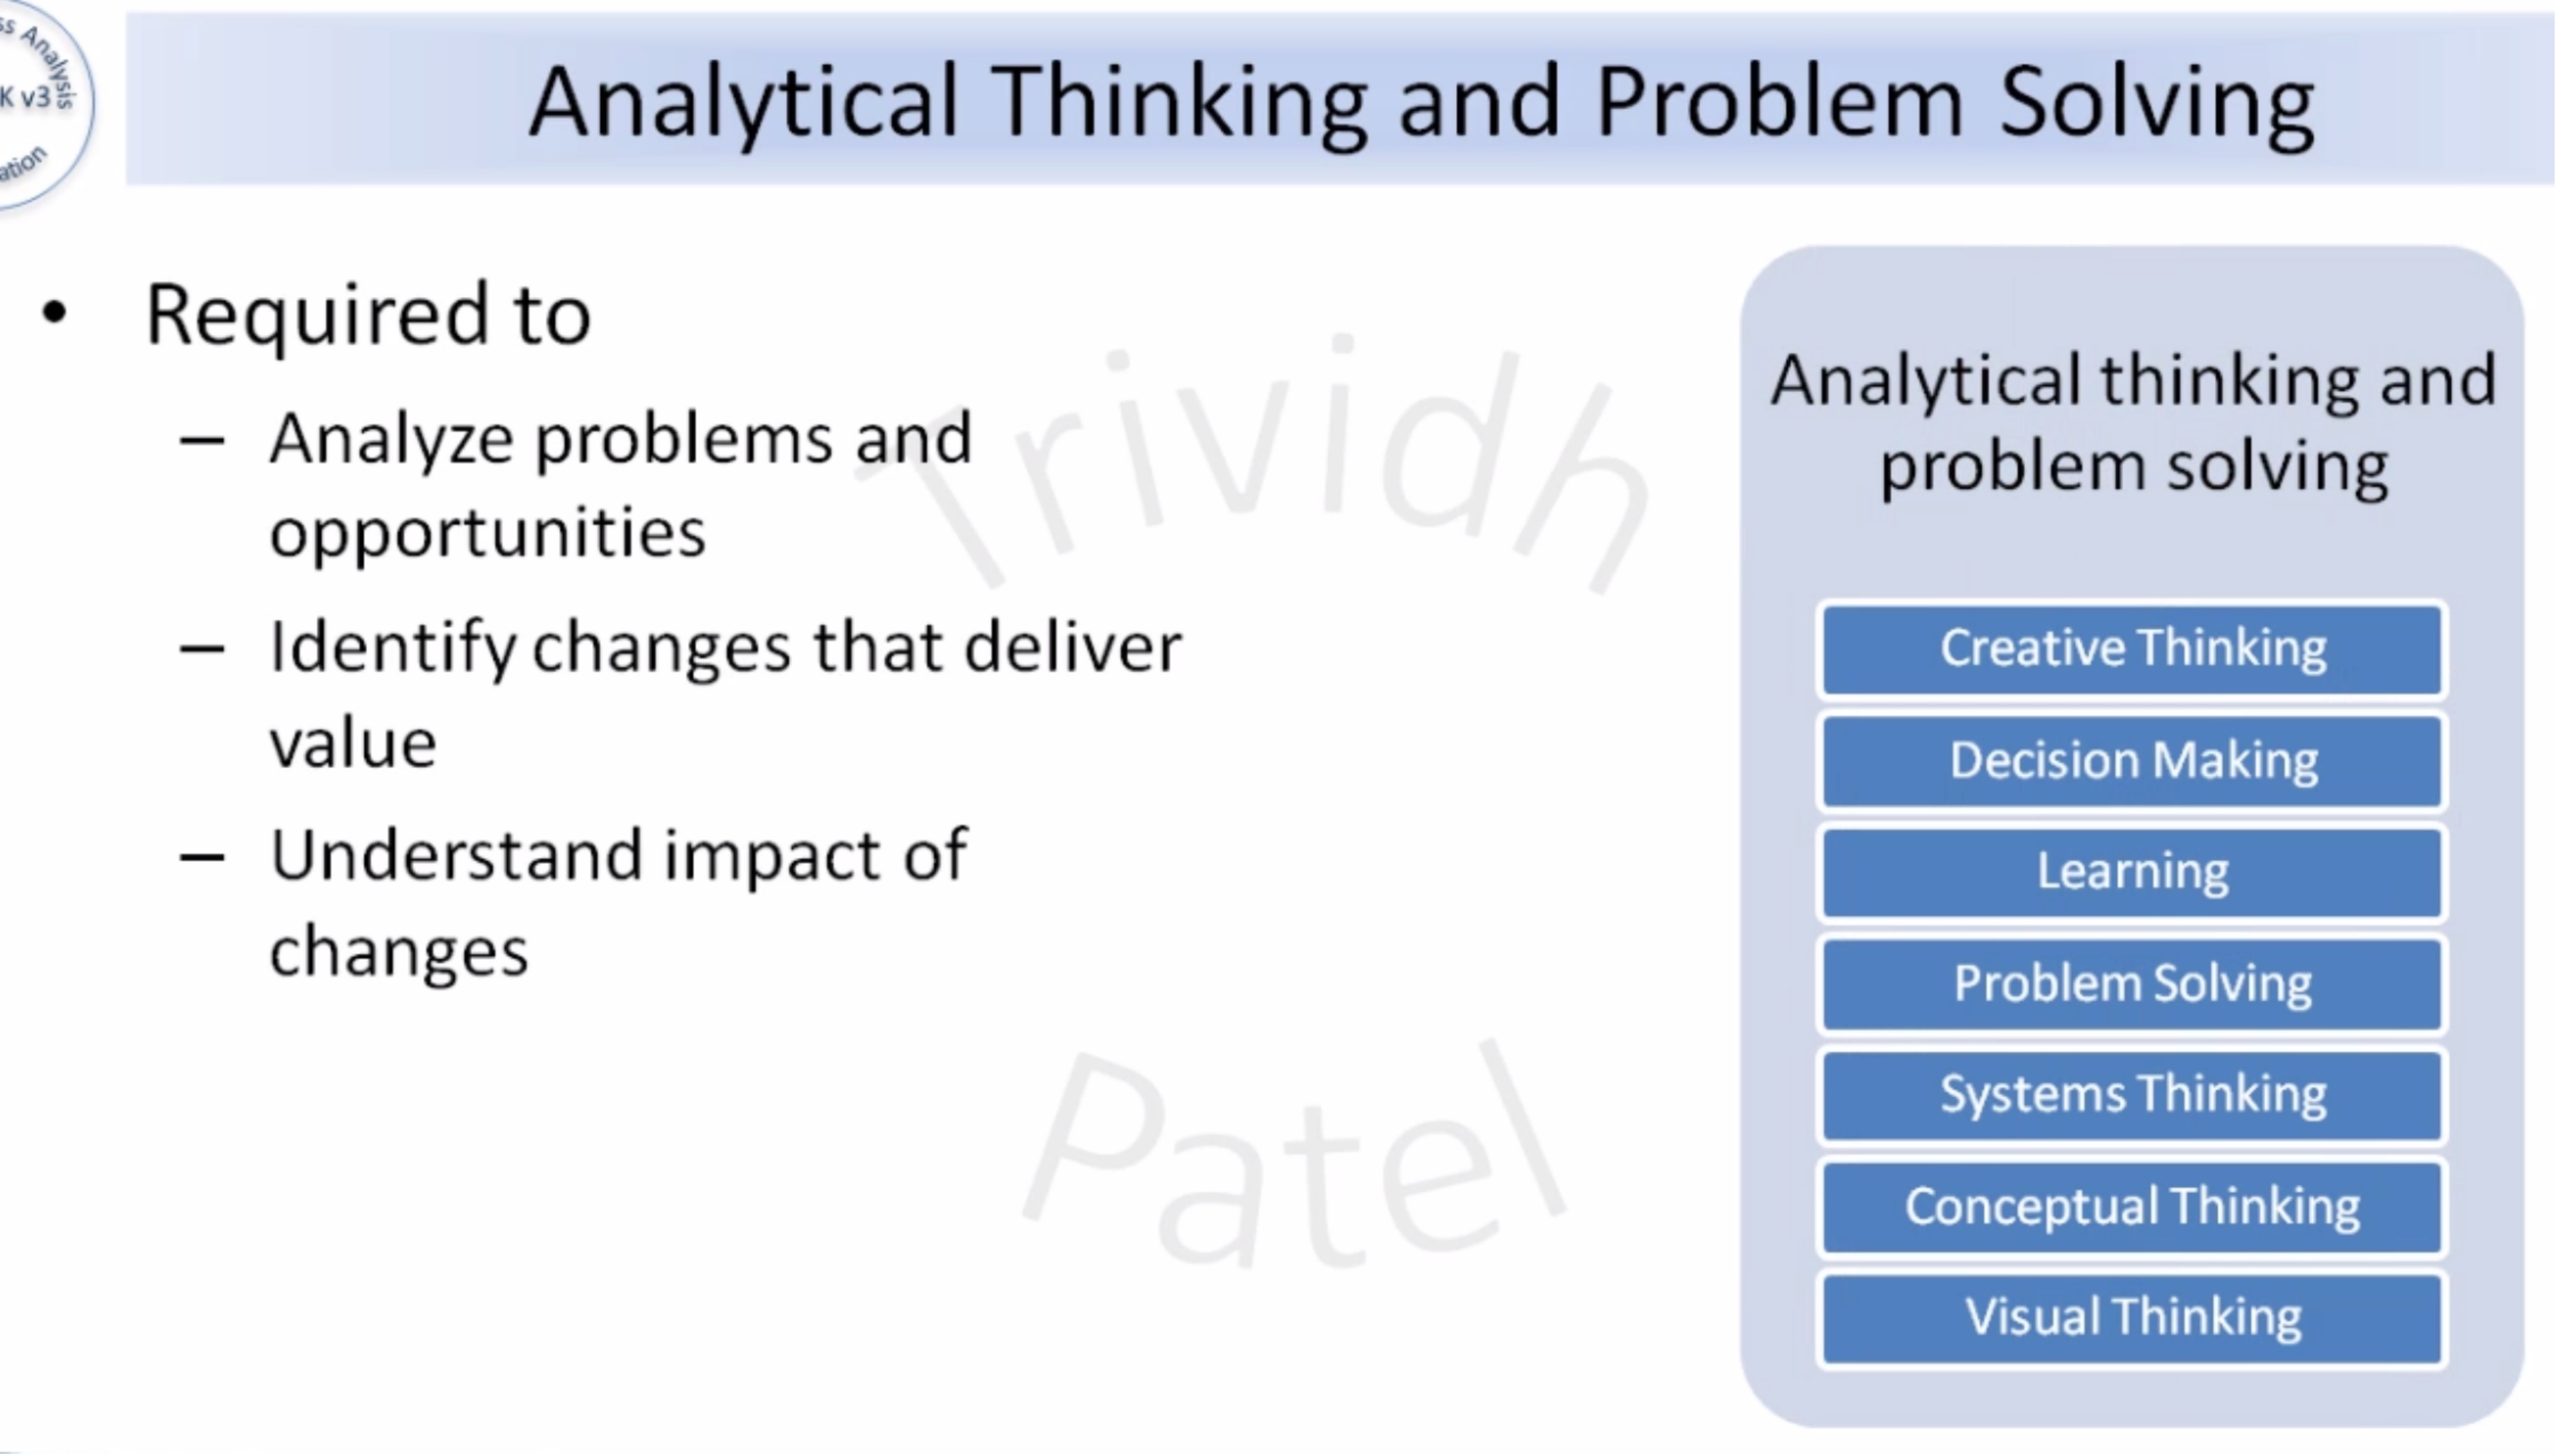 Analysis
K v3
Analytical Thinking and Problem Solving
• Required to
– Analyze problems and
opportunities
– Identify changes that deliver
value
– Understand impact of
changes
Trividh
Patel
Analytical thinking and
problem solving
Creative Thinking
Decision Making
Learning
Problem Solving
Systems Thinking
Conceptual Thinking
Visual Thinking